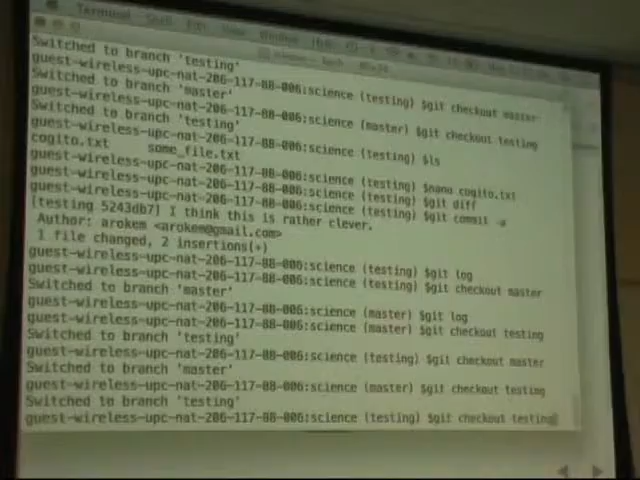 Terminal Shell Edit View Window Help
Switched to branch 'testing'
guest-wireless-upc-nat-206-117-88-006:science (testing) $git checkout master
Switched to branch 'master'
guest-wireless-upc-nat-206-117-88-006:science (master) $git checkout testing
Switched to branch 'testing'
guest-wireless-upc-nat-206-117-88-006:science (testing) $ls
cogito.txt some_file.txt
guest-wireless-upc-nat-206-117-88-006:science (testing) $nano cogito.txt
guest-wireless-upc-nat-206-117-88-006:science (testing) $git diff
guest-wireless-upc-nat-206-117-88-006:science (testing) $git commit -a
[testing 5243db7] I think this is rather clever.
Author: arokem <arokem@gmail.com>
1 file changed, 2 insertions(+)
guest-wireless-upc-nat-206-117-88-006:science (testing) $git log
guest-wireless-upc-nat-206-117-88-006:science (testing) $git checkout master
Switched to branch 'master'
guest-wireless-upc-nat-206-117-88-006:science (master) $git log
guest-wireless-upc-nat-206-117-88-006:science (master) $git checkout testing
Switched to branch 'testing'
guest-wireless-upc-nat-206-117-88-006:science (testing) $git checkout master
Switched to branch 'master'
guest-wireless-upc-nat-206-117-88-006:science (master) $git checkout testing
Switched to branch 'testing'
guest-wireless-upc-nat-206-117-88-006:science (testing) $git checkout testing